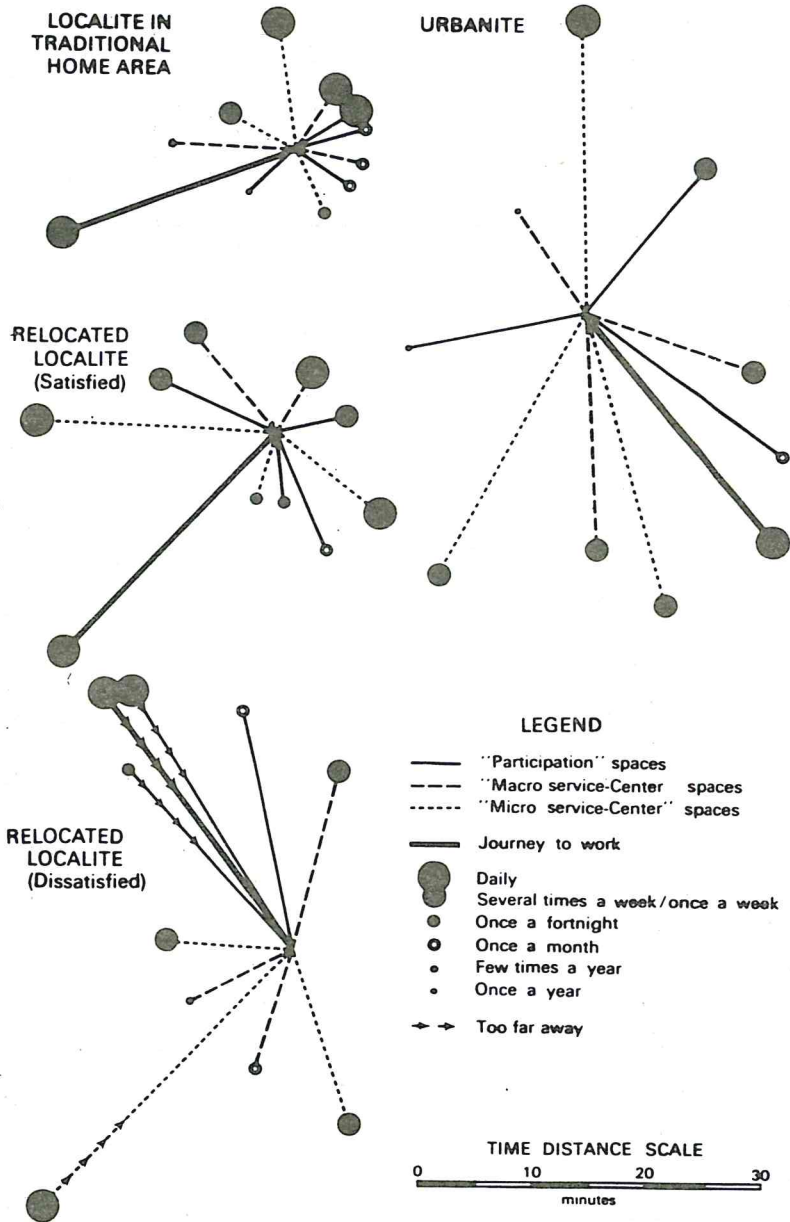 LOCALITE IN
TRADITIONAL
HOME AREA
URBANITE
RELOCATED
LOCALITE
(Satisfied)
RELOCATED
LOCALITE
(Dissatisfied)
LEGEND
"Participation" spaces
"Macro service-Center spaces
"Micro service-Center" spaces
Journey to work
Daily
Several times a week/once a week
Once a fortnight
Once a month
Few times a year
Once a year
Too far away
TIME DISTANCE SCALE
0 10 20 30
minutes